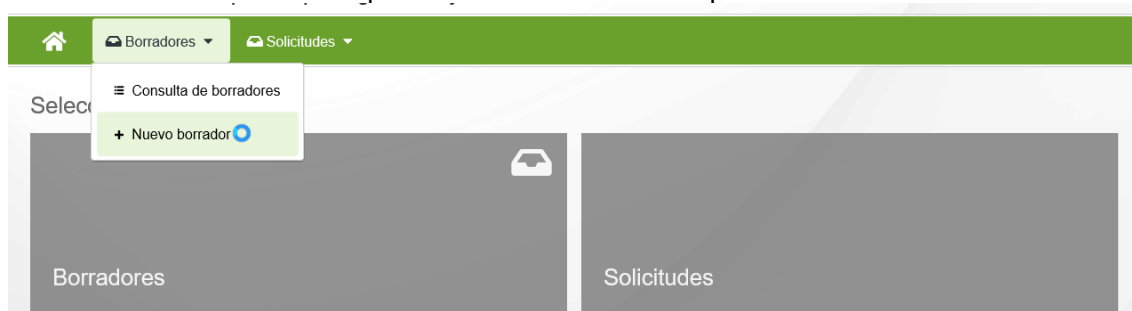 Borradores
Solicitudes
Consulta de borradores
Nuevo borrador
Borradores
Solicitudes